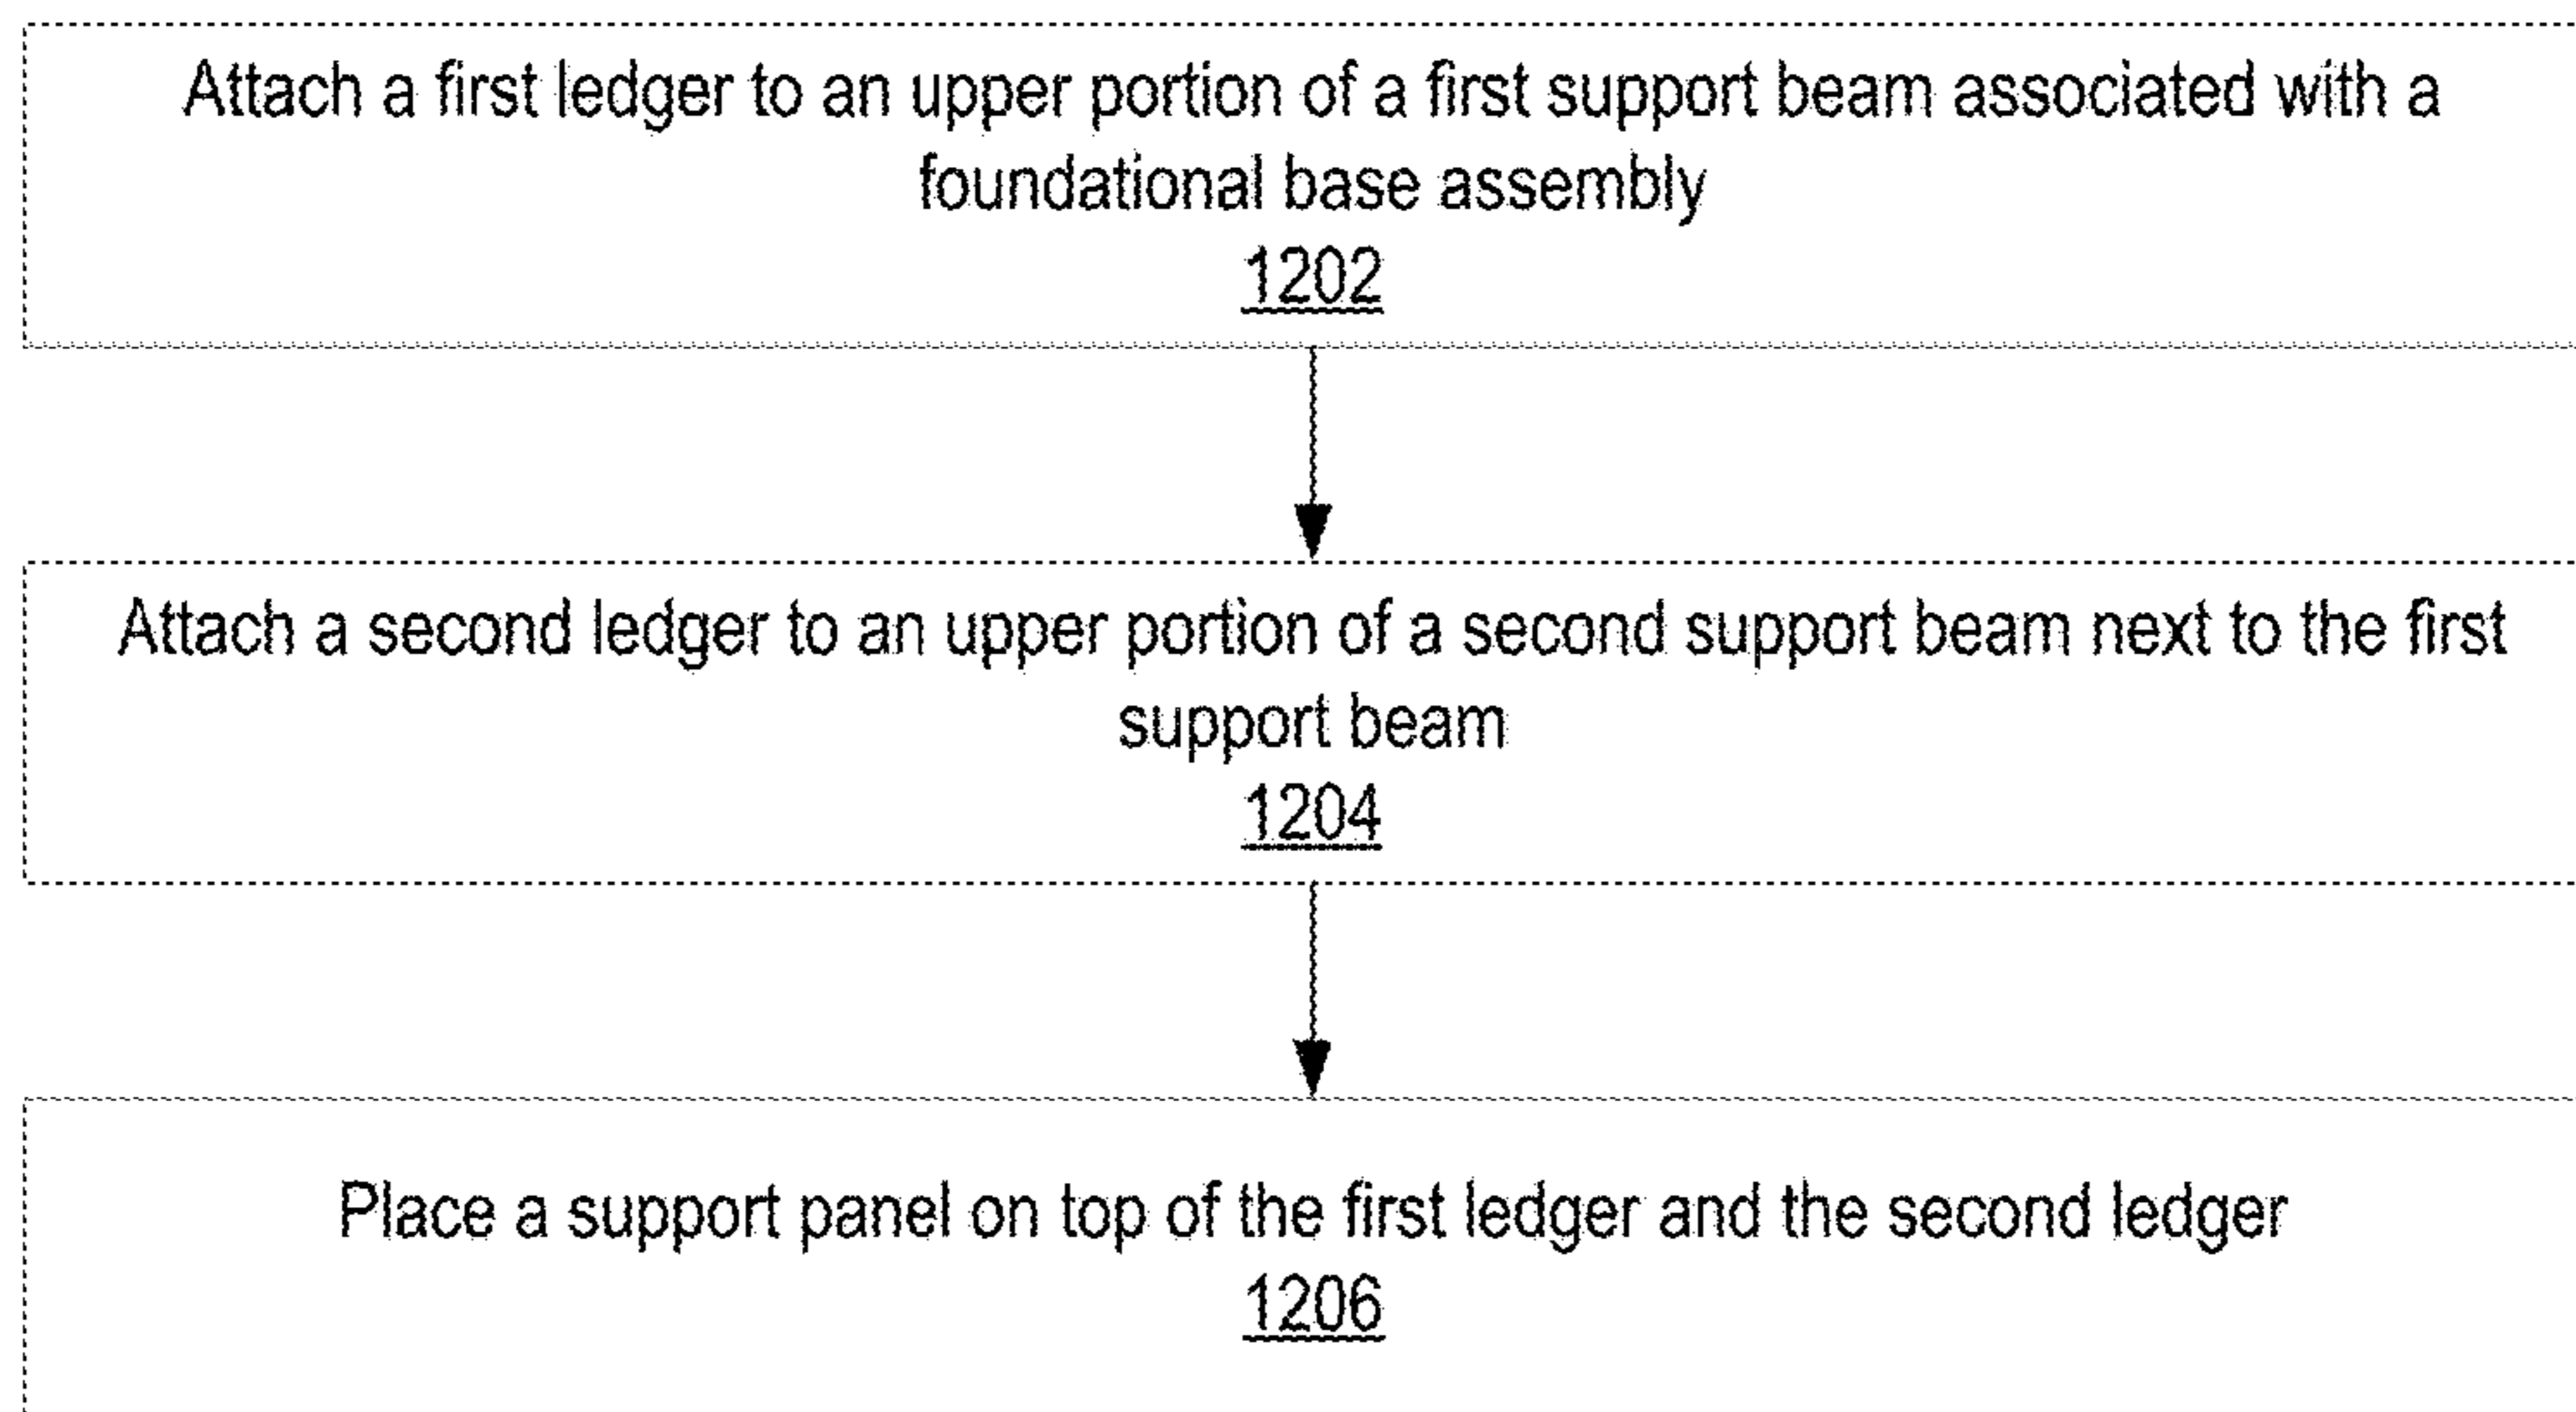 Attach a first ledger to an upper portion of a first support beam associated with a
foundational base assembly
1202
Attach a second ledger to an upper portion of a second support beam next to the first
support beam
1204
Place a support panel on top of the first ledger and the second ledger
1206